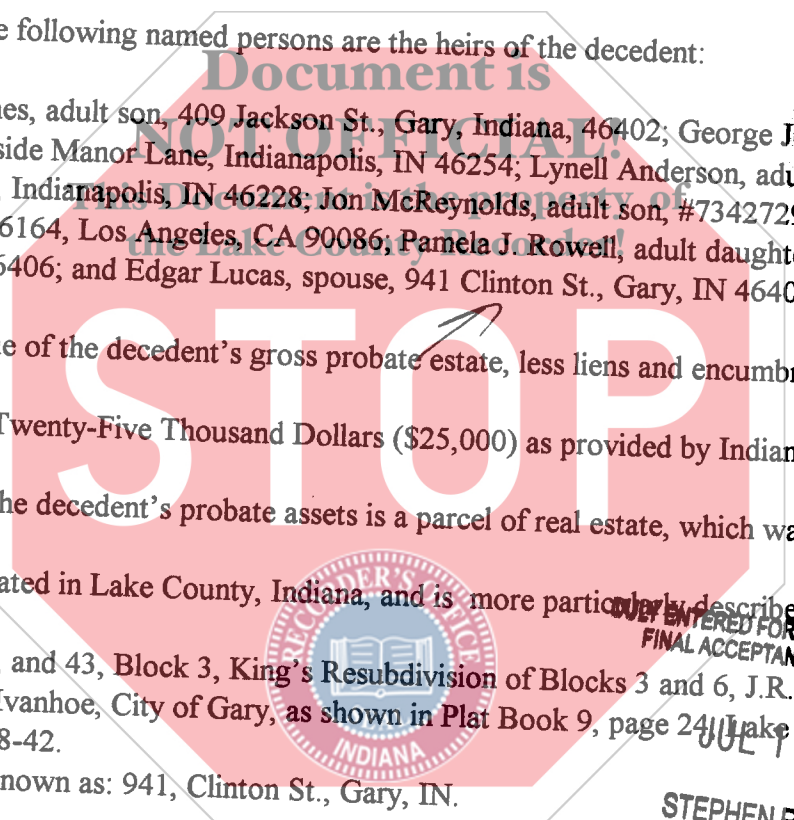 e following named persons are the heirs of the decedent:
Document is
NOT OFFICIAL!
This Document is the property of
the Lake County Recorder!
nes, adult son, 409 Jackson St., Gary, Indiana, 46402; George J
side Manor Lane, Indianapolis, IN 46254; Lynell Anderson, adu
, Indianapolis, IN 46228; Jon McReynolds, adult son, #7342729
6164, Los Angeles, CA 90086; Pamela J. Rowell, adult daught
6406; and Edgar Lucas, spouse, 941 Clinton St., Gary, IN 4640
STOP
e of the decedent's gross probate estate, less liens and encumbr
Twenty-Five Thousand Dollars ($25,000) as provided by Indian
he decedent's probate assets is a parcel of real estate, which wa
ated in Lake County, Indiana, and is more particularly describe
DULY ENTERED FOR
FINAL ACCEPTAN
RECORDER'S OFFICE
INDIANA
, and 43, Block 3, King's Resubdivision of Blocks 3 and 6, J.R.
Ivanhoe, City of Gary, as shown in Plat Book 9, page 24, Lake
8-42.
JUL 1
nown as: 941, Clinton St., Gary, IN.
STEPHEN R